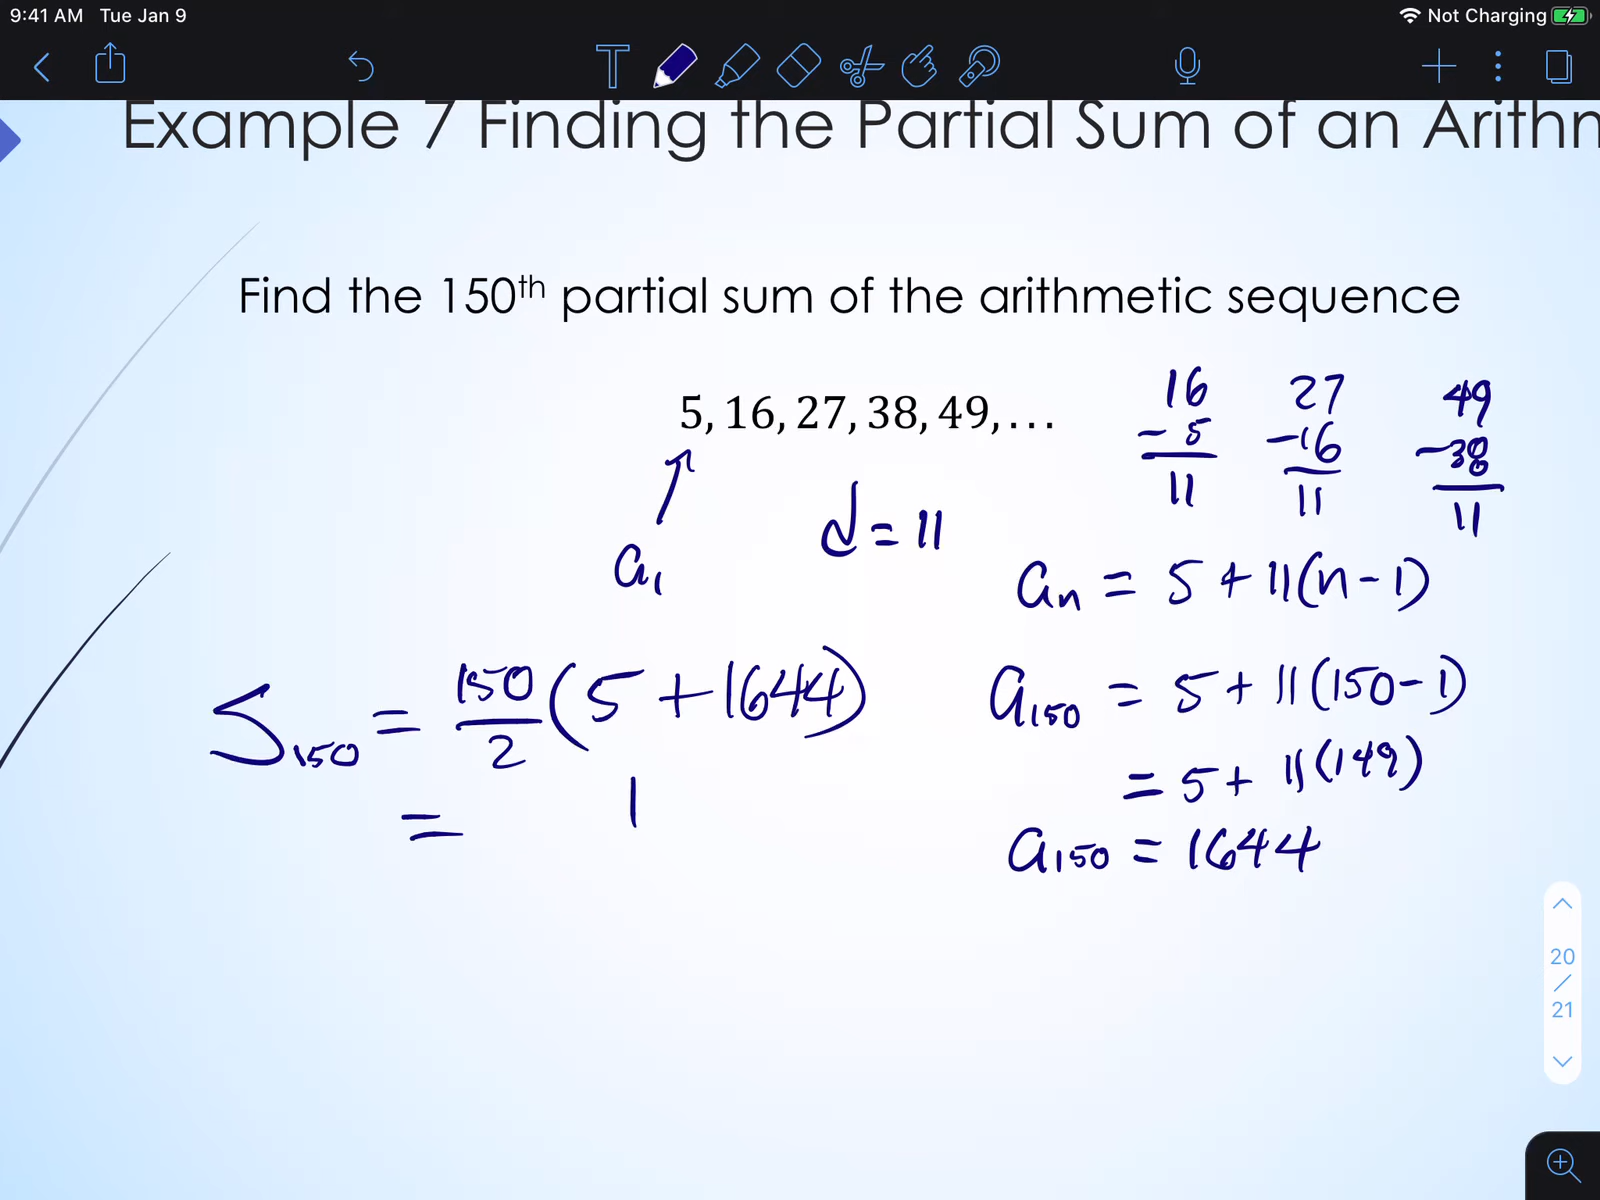 9:41 AM Tue Jan 9
Not Charging
T
Example 7 Finding the Partial Sum of an Arithm
Find the 150th partial sum of the arithmetic sequence
5, 16, 27, 38, 49, ...
16
- 5
11
27
-16
11
49
-38
11
a1
d = 11
an = 5 + 11(n - 1)
S150 = 150/2 (5 + 1644)
= 1
a150 = 5 + 11(150 - 1)
= 5 + 11(149)
a150 = 1644
20
/
21